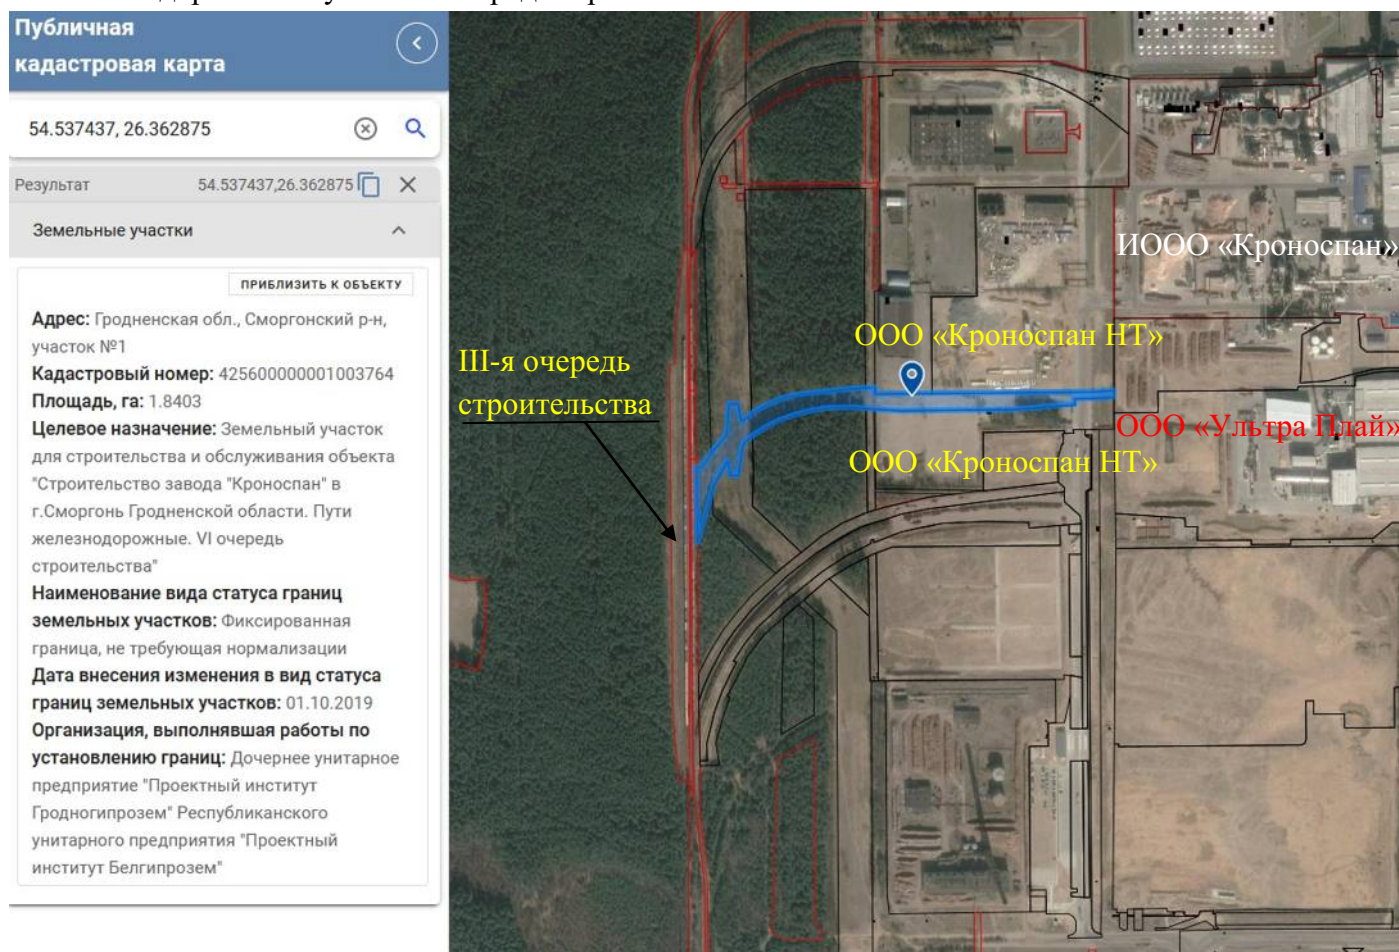 Публичная
кадастровая карта
54.537437, 26.362875
Результат 54.537437,26.362875
Земельные участки
ПРИБЛИЗИТЬ К ОБЪЕКТУ
Адрес: Гродненская обл., Сморгонский р-н,
участок №1
Кадастровый номер: 425600000001003764
Площадь, га: 1.8403
Целевое назначение: Земельный участок
для строительства и обслуживания объекта
"Строительство завода "Кроноспан" в
г.Сморгонь Гродненской области. Пути
железнодорожные. VI очередь
строительства"
Наименование вида статуса границ
земельных участков: Фиксированная
граница, не требующая нормализации
Дата внесения изменения в вид статуса
границ земельных участков: 01.10.2019
Организация, выполнявшая работы по
установлению границ: Дочернее унитарное
предприятие "Проектный институт
Гродногипрозем" Республиканского
унитарного предприятия "Проектный
институт Белгипрозем"
ИООО «Кроноспан»
ООО «Кроноспан НТ»
III-я очередь
строительства
ООО «Ультра Плай»
ООО «Кроноспан НТ»